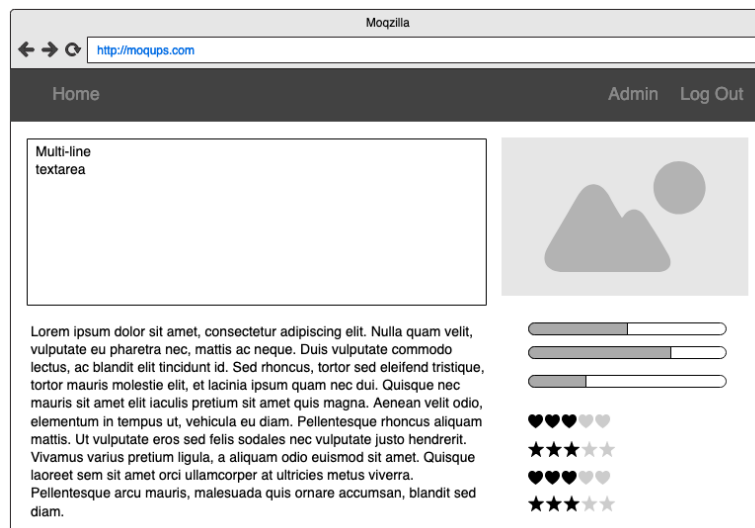 Moqzilla
http://moqups.com
Home
Admin
Log Out
Multi-line
textarea
Lorem ipsum dolor sit amet, consectetur adipiscing elit. Nulla quam velit,
vulputate eu pharetra nec, mattis ac neque. Duis vulputate commodo
lectus, ac blandit elit tincidunt id. Sed rhoncus, tortor sed eleifend tristique,
tortor mauris molestie elit, et lacinia ipsum quam nec dui. Quisque nec
mauris sit amet elit iaculis pretium sit amet quis magna. Aenean velit odio,
elementum in tempus ut, vehicula eu diam. Pellentesque rhoncus aliquam
mattis. Ut vulputate eros sed felis sodales nec vulputate justo hendrerit.
Vivamus varius pretium ligula, a aliquam odio euismod sit amet. Quisque
laoreet sem sit amet orci ullamcorper at ultricies metus viverra.
Pellentesque arcu mauris, malesuada quis ornare accumsan, blandit sed
diam.